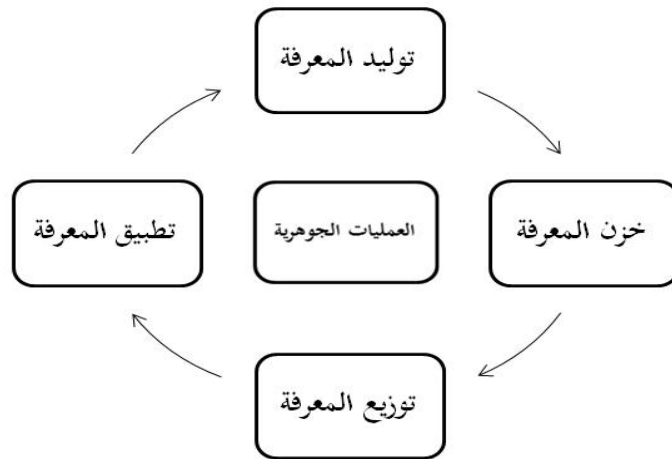 توليد المعرفة
خزن المعرفة
العمليات الجوهرية
تطبيق المعرفة
توزيع المعرفة